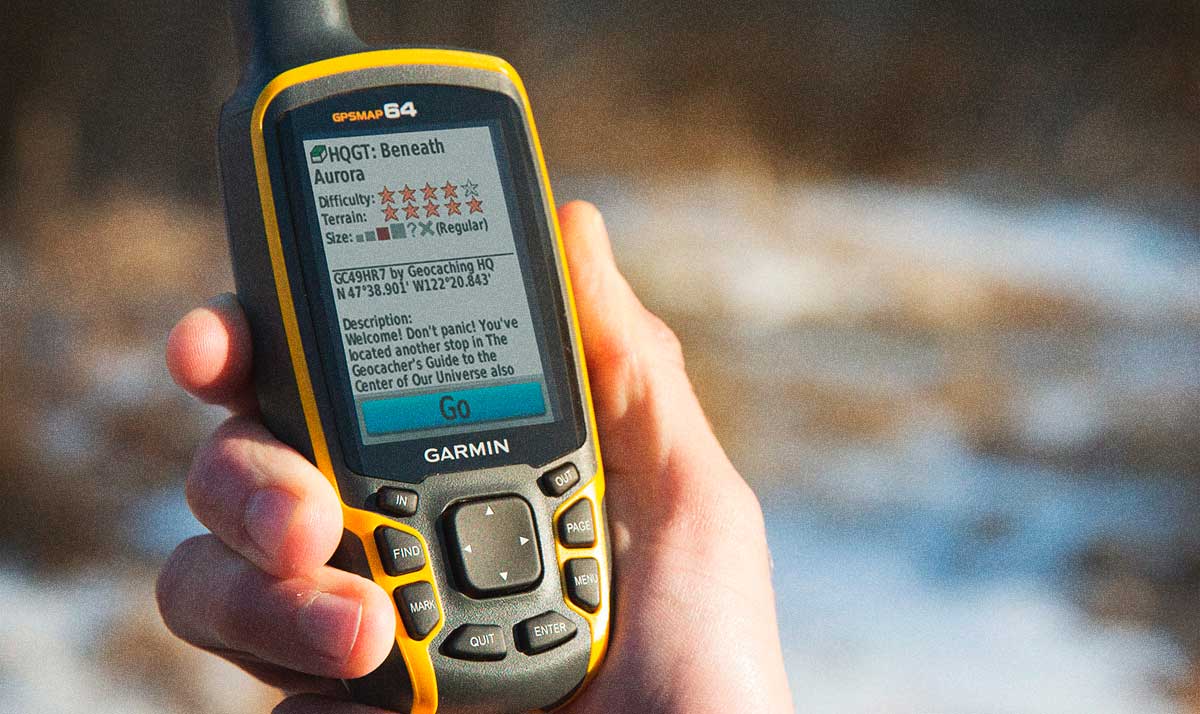 GPSMAP 64
HQGT: Beneath
Aurora
Difficulty:
Terrain:
Size: ? (Regular)
GC49HR7 by Geocaching HQ
N 47°38.901' W122°20.843'
Description:
Welcome! Don't panic! You've
located another stop in The
Geocacher's Guide to the
Center of Our Universe also
Go
GARMIN
IN
OUT
FIND
PAGE
MARK
MENU
QUIT
ENTER